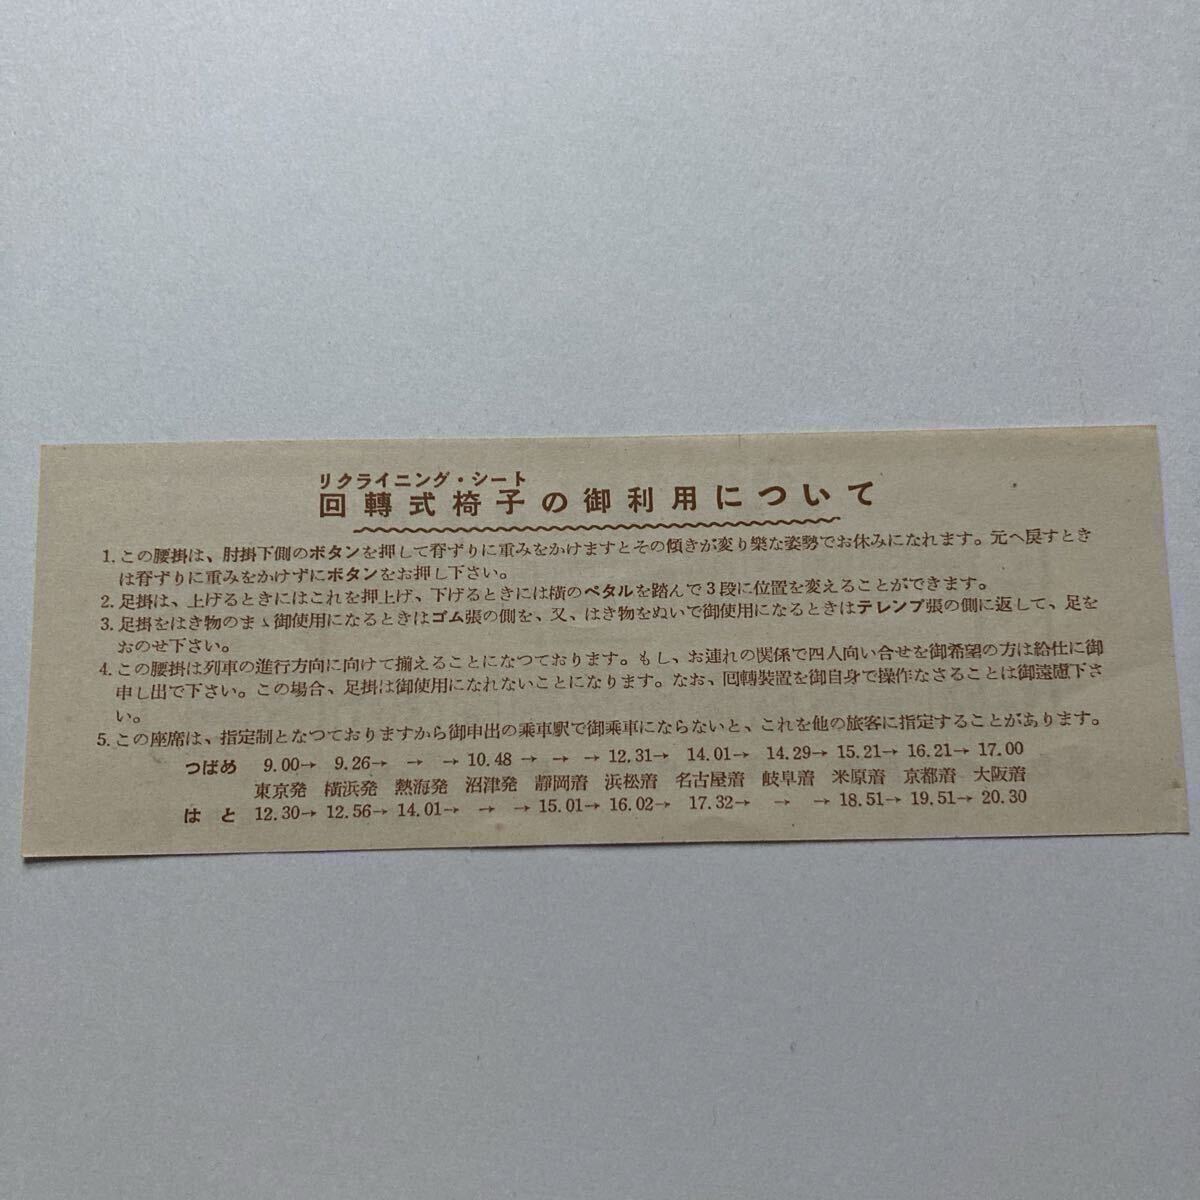 リクライニング・シート
回轉式椅子の御利用について
1. この腰掛は、肘掛下側のボタンを押して脊ずりに重みをかけますとその傾きが変り樂な姿勢でお休みになれます。元へ戻すとき
は脊ずりに重みをかけずにボタンをお押し下さい。
2. 足掛は、上げるときにはこれを押上げ、下げるときには横のペタルを踏んで3段に位置を変えることができます。
3. 足掛をはき物のまゝ御使用になるときはゴム張の側を、又、はき物をぬいで御使用になるときはテレンプ張の側に返して、足を
おのせ下さい。
4. この腰掛は列車の進行方向に向けて揃えることになつております。もし、お連れの関係で四人向い合せを御希望の方は給仕に御
申し出で下さい。この場合、足掛は御使用になれないことになります。なお、回轉裝置を御自身で操作なさることは御遠慮下さ
い。
5. この座席は、指定制となつておりますから御申出の乗車駅で御乗車にならないと、これを他の旅客に指定することがあります。
つばめ 9.00→ 9.26→ → → 10.48 → → → 12.31→ 14.01→ 14.29→ 15.21→ 16.21→ 17.00
東京発 横浜発 熱海発 沼津発 靜岡着 浜松着 名古屋着 岐阜着 米原着 京都着 大阪着
はと 12.30→ 12.56→ 14.01→ → → 15.01→ 16.02→ 17.32→ → → 18.51→ 19.51→ 20.30